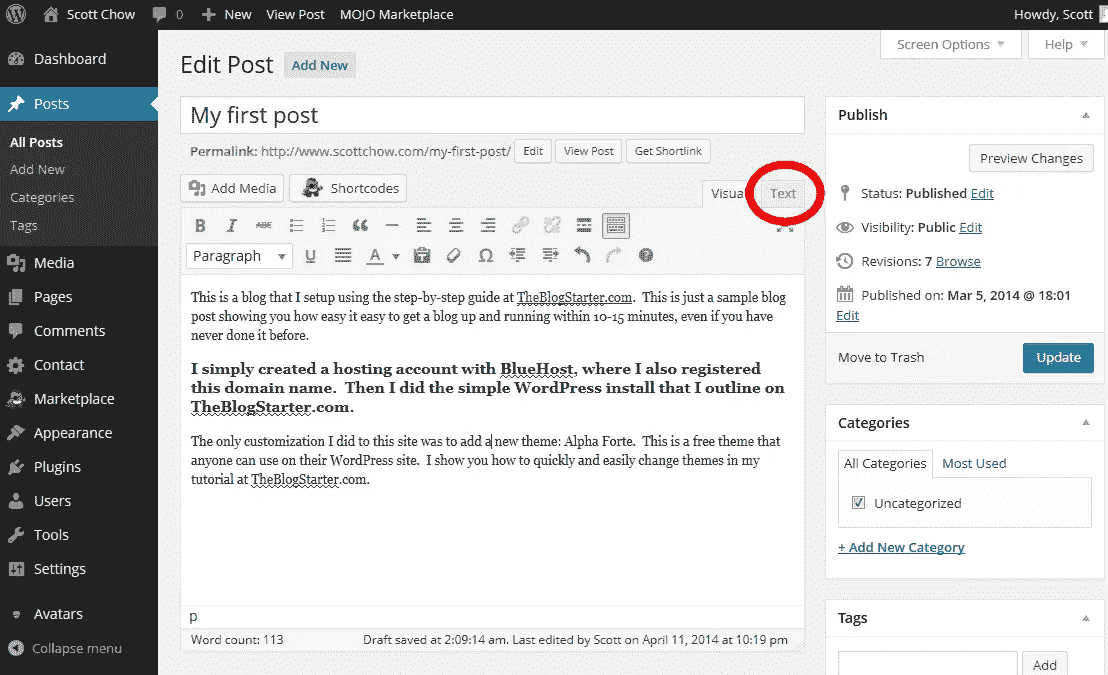 Scott Chow 0 New View Post MOJO Marketplace Howdy, Scott
Screen Options Help
Dashboard
Posts
All Posts
Add New
Categories
Tags
Media
Pages
Comments
Contact
Marketplace
Appearance
Plugins
Users
Tools
Settings
Avatars
Collapse menu
Edit Post Add New
My first post
Permalink: http://www.scottchow.com/my-first-post/ Edit View Post Get Shortlink
Add Media Shortcodes
Visual Text
B I ABC
Paragraph U A Ω
This is a blog that I setup using the step-by-step guide at TheBlogStarter.com. This is just a sample blog
post showing you how easy it easy to get a blog up and running within 10-15 minutes, even if you have
never done it before.
I simply created a hosting account with BlueHost, where I also registered
this domain name. Then I did the simple WordPress install that I outline on
TheBlogStarter.com.
The only customization I did to this site was to add a new theme: Alpha Forte. This is a free theme that
anyone can use on their WordPress site. I show you how to quickly and easily change themes in my
tutorial at TheBlogStarter.com.
p
Word count: 113 Draft saved at 2:09:14 am. Last edited by Scott on April 11, 2014 at 10:19 pm
Publish
Preview Changes
Status: Published Edit
Visibility: Public Edit
Revisions: 7 Browse
Published on: Mar 5, 2014 @ 18:01
Edit
Move to Trash Update
Categories
All Categories Most Used
Uncategorized
+ Add New Category
Tags
Add